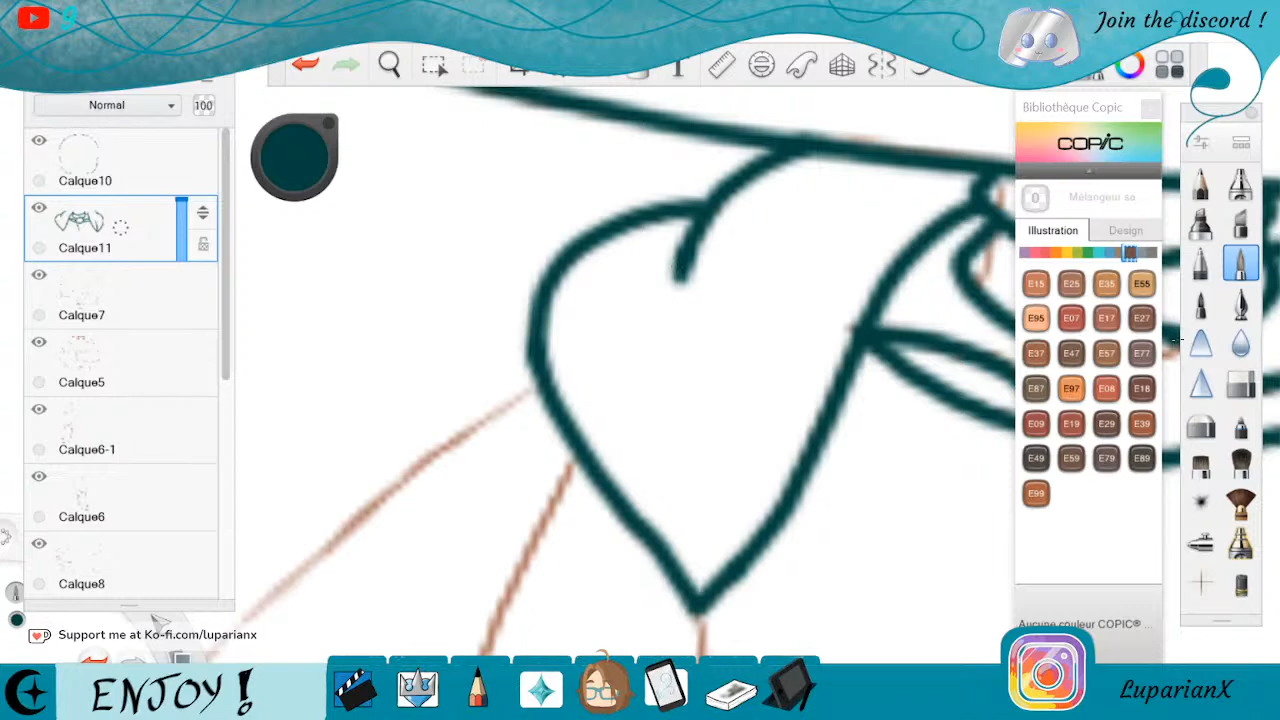 9
Join the discord !
Normal
100
Calque10
Calque11
Calque7
Calque5
Calque6-1
Calque6
Calque8
Bibliothèque Copic
COPIC
0
Mélangeur sa
Illustration
Design
E15 E25 E35 E55
E95 E07 E17 E27
E37 E47 E57 E77
E87 E97 E08 E18
E09 E19 E29 E39
E49 E59 E79 E89
E99
Aucune couleur COPIC® ...
Support me at Ko-fi.com/luparianx
ENJOY !
LuparianX